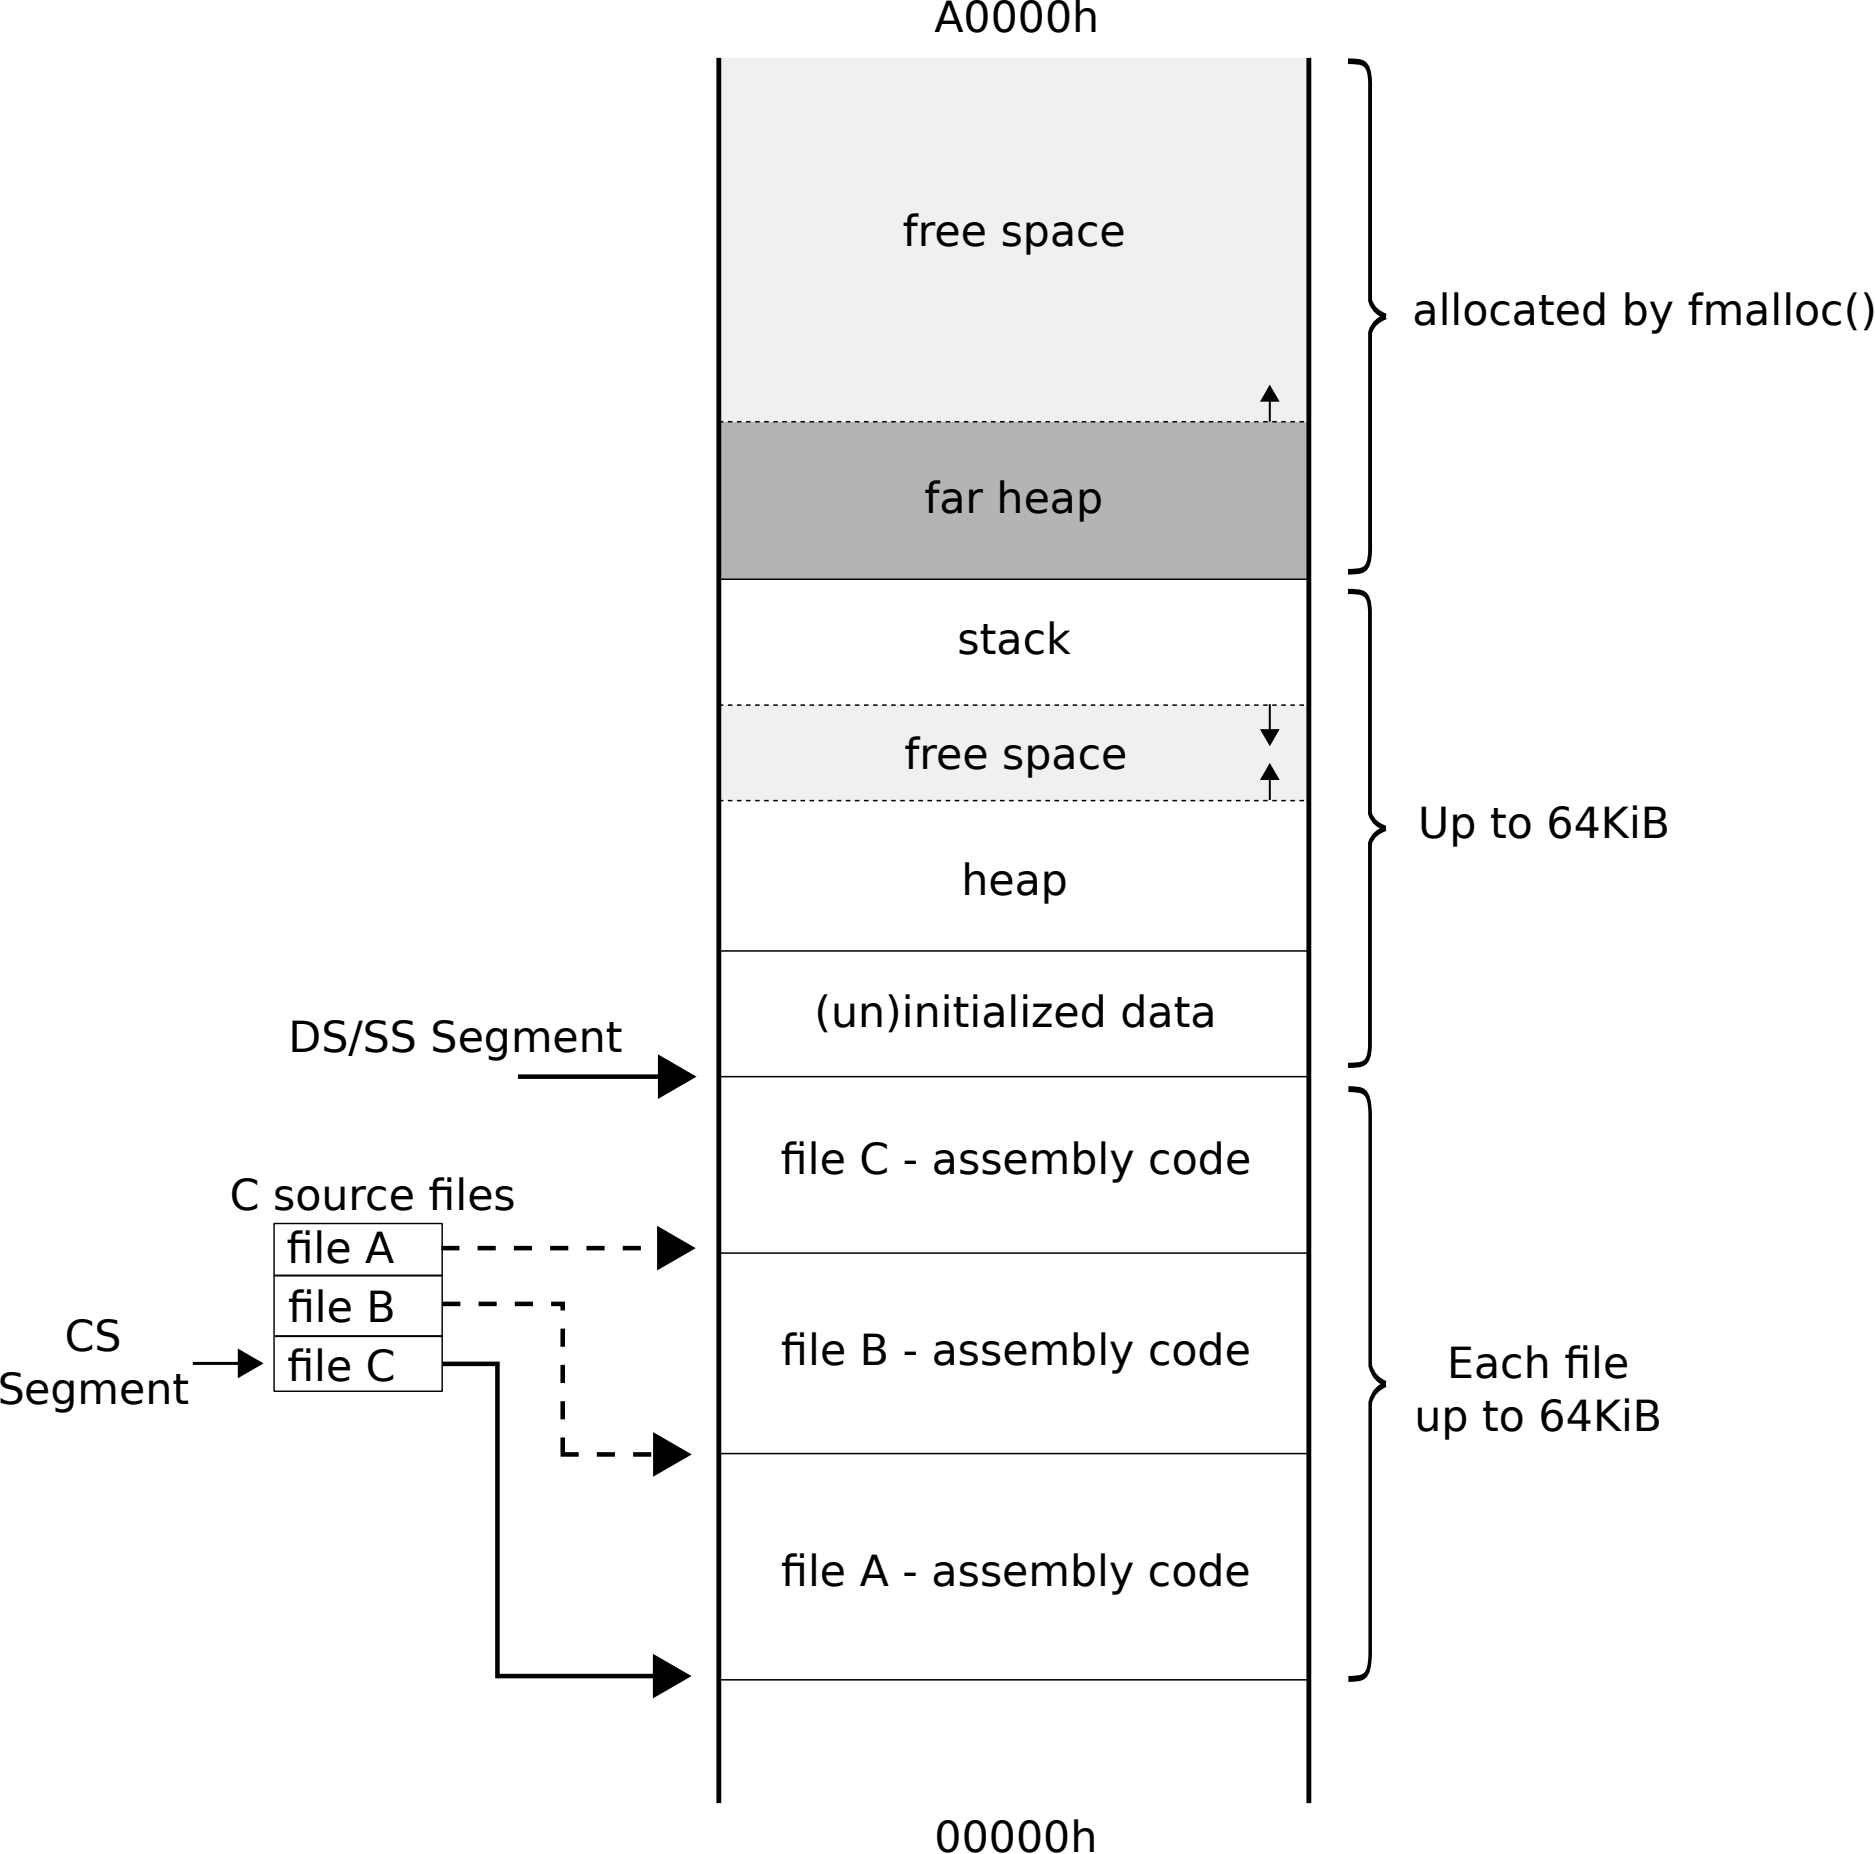 A0000h
free space
allocated by fmalloc()
far heap
stack
free space
Up to 64KiB
heap
(un)initialized data
DS/SS Segment
file C - assembly code
C source files
file A
file B
file C
CS
Segment
file B - assembly code
Each file
up to 64KiB
file A - assembly code
00000h